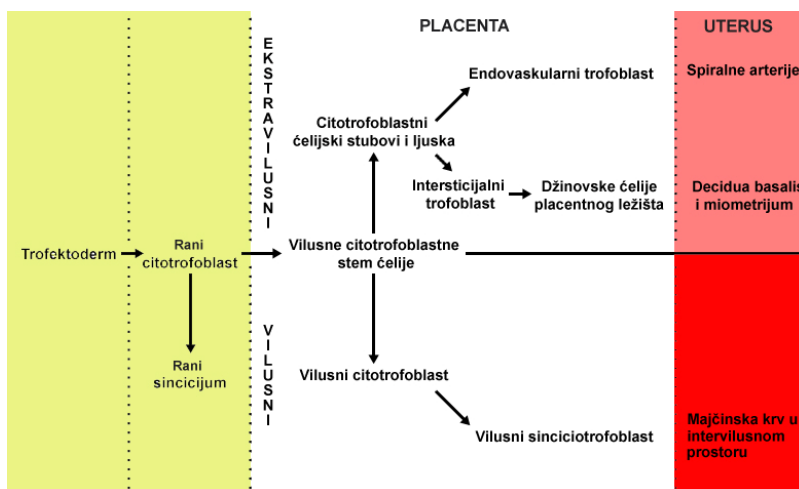 PLACENTA
UTERUS
EKSTRAVILUSNI
Endovaskularni trofoblast
Spiralne arterije
Citotrofoblastni
ćelijski stubovi i ljuska
Intersticijalni
trofoblast
Džinovske ćelije
placentnog ležišta
Decidua basalis
i miometrijum
Trofektoderm
Rani
citotrofoblast
Vilusne citotrofoblastne
stem ćelije
VILUSNI
Rani
sincicijum
Vilusni citotrofoblast
Vilusni sinciciotrofoblast
Majčinska krv u
intervilusnom
prostoru